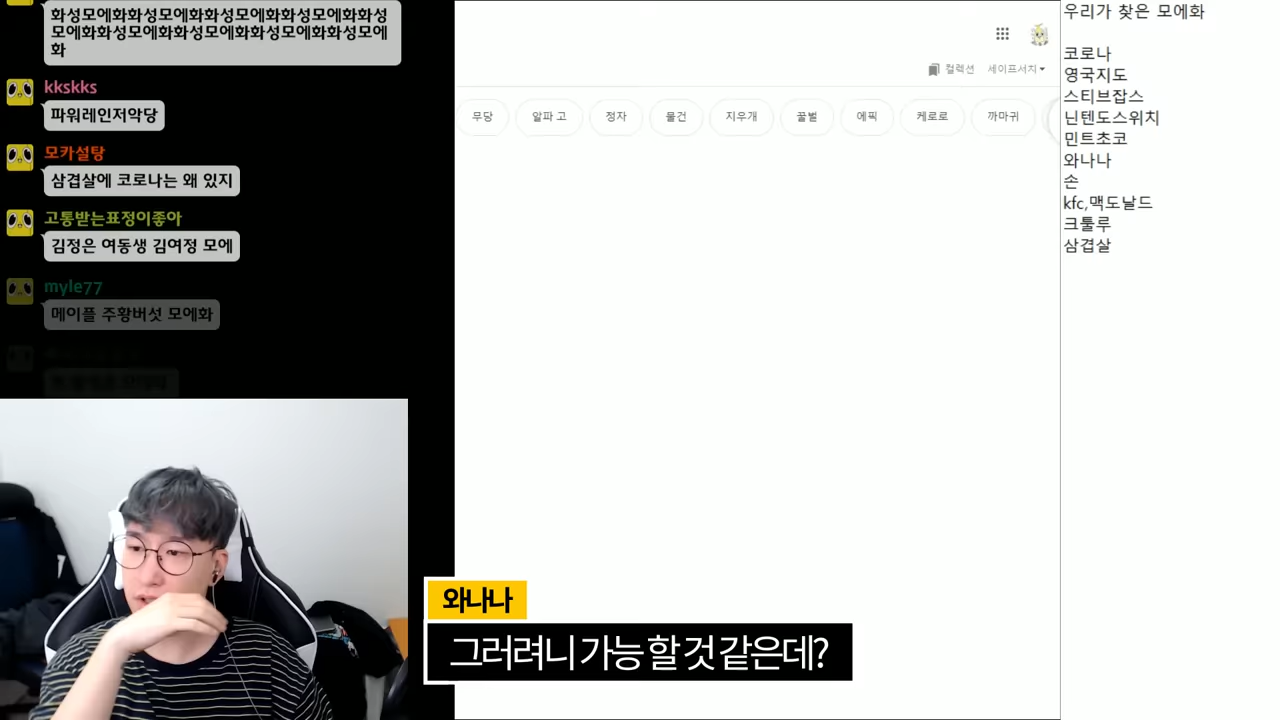 화성모에화화성모에화화성모에화화성모에화화성
모에화화성모에화화성모에화화성모에화화성모에
화
kkskks
파워레인저악당
모카설탕
삼겹살에 코로나는 왜 있지
고통받는표정이좋아
김정은 여동생 김여정 모에
myle77
메이플 주황버섯 모에화
컬렉션
세이프서치
무당
알파 고
정자
물건
지우개
꿀벌
에픽
케로로
까마귀
우리가 찾은 모에화
코로나
영국지도
스티브잡스
닌텐도스위치
민트초코
와나나
손
kfc,맥도날드
크툴루
삼겹살
와나나
그러려니 가능 할 것 같은데?